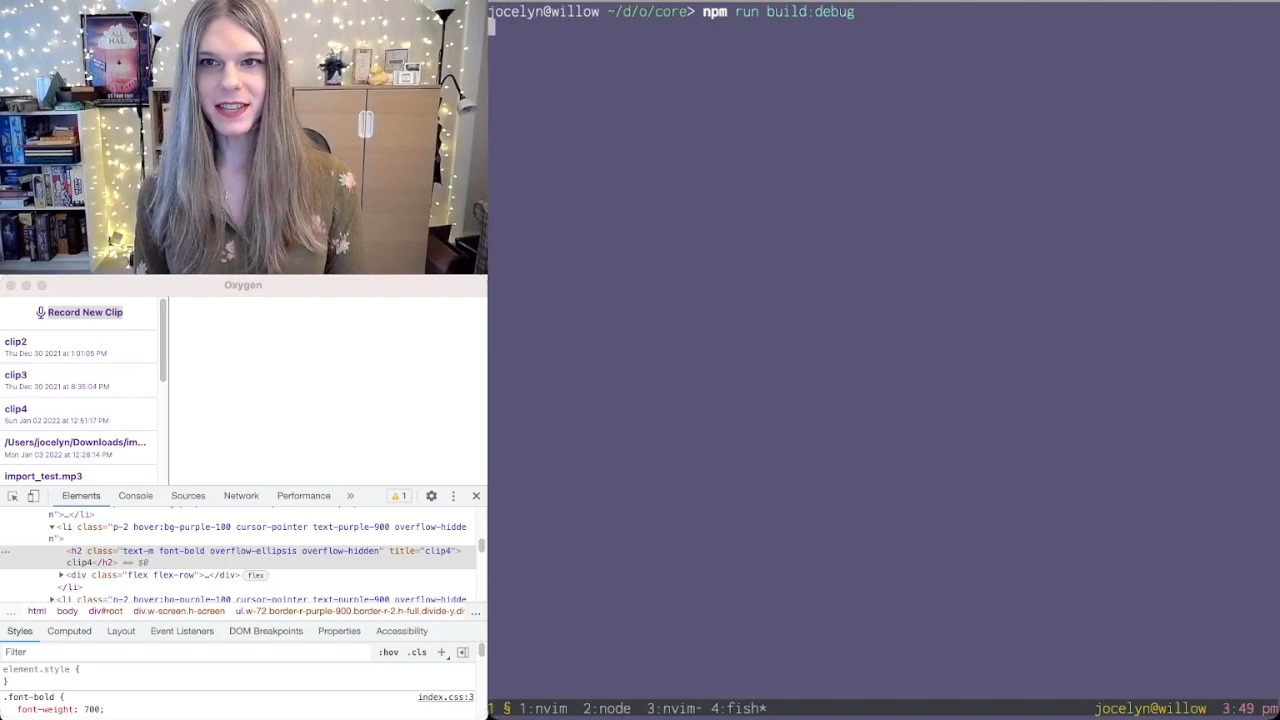 ALL
HAIL
jocelyn@willow ~/d/o/core> npm run build:debug
Oxygen
Record New Clip
clip2
Thu Dec 30 2021 at 1:01:05 PM
clip3
Thu Dec 30 2021 at 8:35:04 PM
clip4
Sun Jan 02 2022 at 12:51:17 PM
/Users/jocelyn/Downloads/im...
Mon Jan 03 2022 at 12:28:14 PM
import_test.mp3
Elements Console Sources Network Performance » 1
n">…</li>
<li class="p-2 hover:bg-purple-100 cursor-pointer text-purple-900 overflow-hidde
n">
<h2 class="text-m font-bold overflow-ellipsis overflow-hidden" title="clip4">
clip4</h2> == $0
<div class="flex flex-row">…</div> flex
</li>
<li class="p-2 hover:bg-purple-100 cursor-pointer text-purple-900 overflow-hidde
... html body div#root div.w-screen.h-screen ul.w-72.border-r-purple-900.border-r-2.h-full.divide-y.di ...
Styles Computed Layout Event Listeners DOM Breakpoints Properties Accessibility
Filter :hov .cls +
element.style {
}
.font-bold { index.css:3
font-weight: 700;
1 § 1:nvim 2:node 3:nvim- 4:fish* jocelyn@willow 3:49 pm